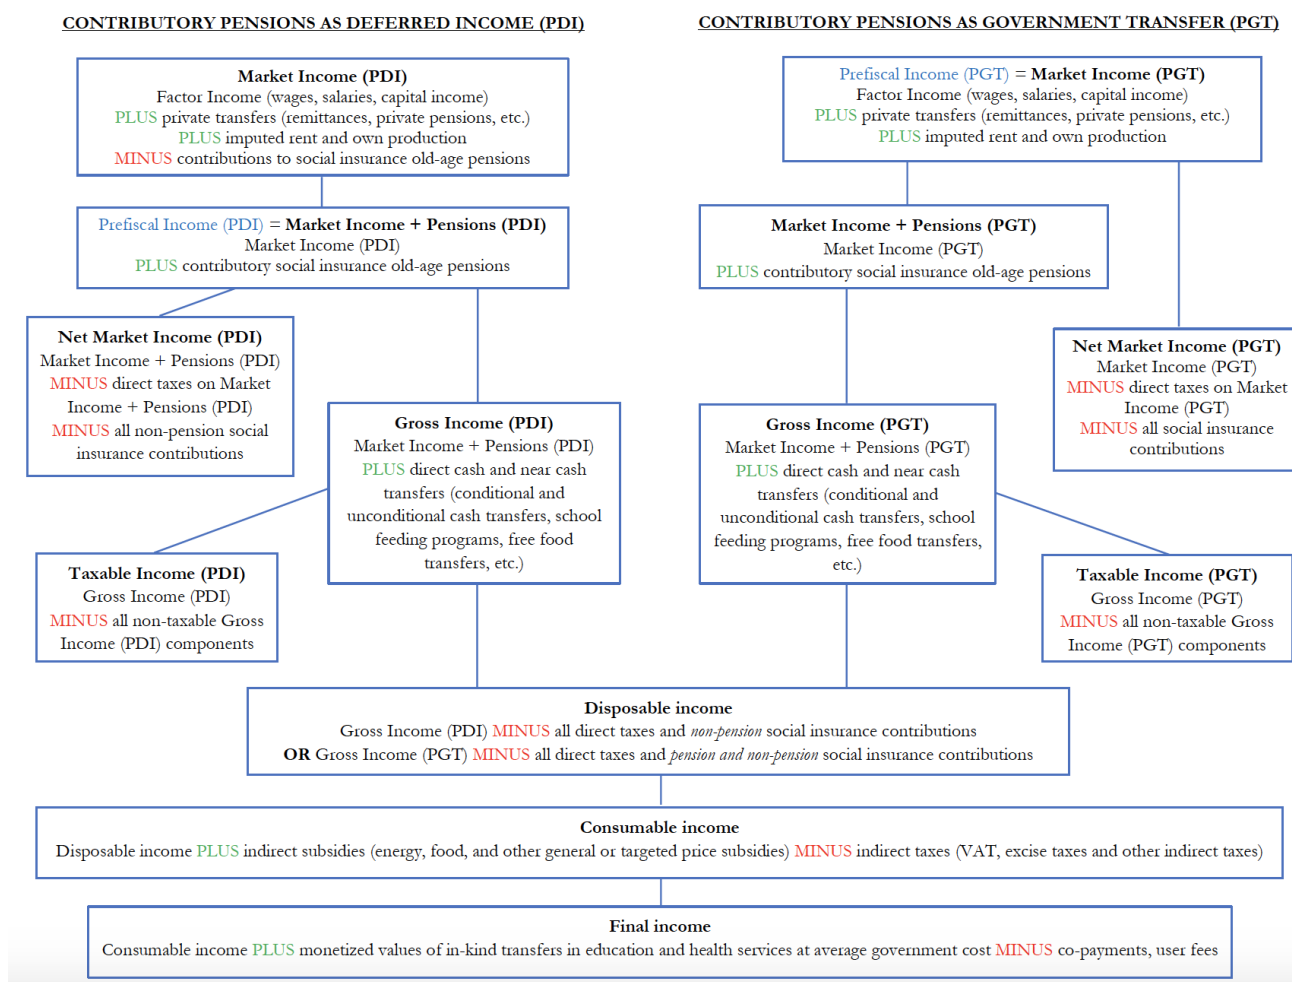 CONTRIBUTORY PENSIONS AS DEFERRED INCOME (PDI)
Market Income (PDI)
Factor Income (wages, salaries, capital income)
PLUS private transfers (remittances, private pensions, etc.)
PLUS imputed rent and own production
MINUS contributions to social insurance old-age pensions
Prefiscal Income (PDI) = Market Income + Pensions (PDI)
Market Income (PDI)
PLUS contributory social insurance old-age pensions
Net Market Income (PDI)
Market Income + Pensions (PDI)
MINUS direct taxes on Market
Income + Pensions (PDI)
MINUS all non-pension social
insurance contributions
Gross Income (PDI)
Market Income + Pensions (PDI)
PLUS direct cash and near cash
transfers (conditional and
unconditional cash transfers, school
feeding programs, free food
transfers, etc.)
Taxable Income (PDI)
Gross Income (PDI)
MINUS all non-taxable Gross
Income (PDI) components
CONTRIBUTORY PENSIONS AS GOVERNMENT TRANSFER (PGT)
Prefiscal Income (PGT) = Market Income (PGT)
Factor Income (wages, salaries, capital income)
PLUS private transfers (remittances, private pensions, etc.)
PLUS imputed rent and own production
Market Income + Pensions (PGT)
Market Income (PGT)
PLUS contributory social insurance old-age pensions
Net Market Income (PGT)
Market Income (PGT)
MINUS direct taxes on Market
Income (PGT)
MINUS all social insurance
contributions
Gross Income (PGT)
Market Income + Pensions (PGT)
PLUS direct cash and near cash
transfers (conditional and
unconditional cash transfers, school
feeding programs, free food transfers,
etc.)
Taxable Income (PGT)
Gross Income (PGT)
MINUS all non-taxable Gross
Income (PGT) components
Disposable income
Gross Income (PDI) MINUS all direct taxes and non-pension social insurance contributions
OR Gross Income (PGT) MINUS all direct taxes and pension and non-pension social insurance contributions
Consumable income
Disposable income PLUS indirect subsidies (energy, food, and other general or targeted price subsidies) MINUS indirect taxes (VAT, excise taxes and other indirect taxes)
Final income
Consumable income PLUS monetized values of in-kind transfers in education and health services at average government cost MINUS co-payments, user fees